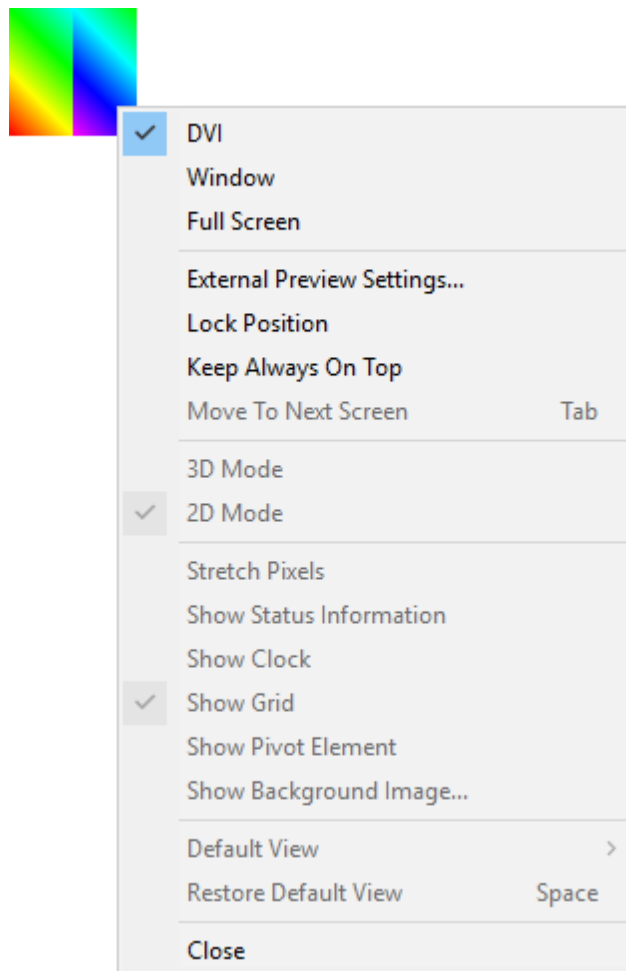 DVI
Window
Full Screen
External Preview Settings...
Lock Position
Keep Always On Top
Move To Next Screen Tab
3D Mode
2D Mode
Stretch Pixels
Show Status Information
Show Clock
Show Grid
Show Pivot Element
Show Background Image...
Default View
Restore Default View Space
Close